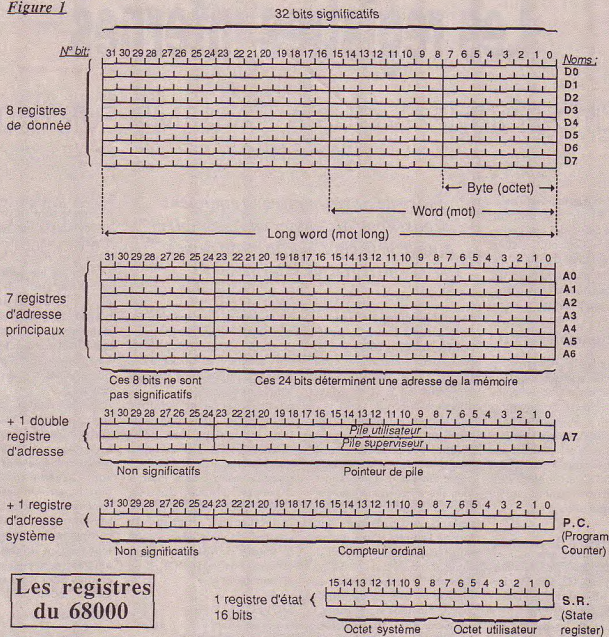 Figure 1
32 bits significatifs
N° bit:
31 30 29 28 27 26 25 24 23 22 21 20 19 18 17 16 15 14 13 12 11 10 9 8 7 6 5 4 3 2 1 0
Noms:
8 registres
de donnée
D0
D1
D2
D3
D4
D5
D6
D7
Byte (octet)
Word (mot)
Long word (mot long)
31 30 29 28 27 26 25 24 23 22 21 20 19 18 17 16 15 14 13 12 11 10 9 8 7 6 5 4 3 2 1 0
7 registres
d'adresse
principaux
A0
A1
A2
A3
A4
A5
A6
Ces 8 bits ne sont
pas significatifs
Ces 24 bits déterminent une adresse de la mémoire
31 30 29 28 27 26 25 24 23 22 21 20 19 18 17 16 15 14 13 12 11 10 9 8 7 6 5 4 3 2 1 0
+ 1 double
registre
d'adresse
Pile utilisateur
Pile superviseur
A7
Non significatifs
Pointeur de pile
31 30 29 28 27 26 25 24 23 22 21 20 19 18 17 16 15 14 13 12 11 10 9 8 7 6 5 4 3 2 1 0
+ 1 registre
d'adresse
système
P.C.
(Program
Counter)
Non significatifs
Compteur ordinal
Les registres
du 68000
15 14 13 12 11 10 9 8 7 6 5 4 3 2 1 0
1 registre d'état
16 bits
S.R.
(State
register)
Octet système
Octet utilisateur